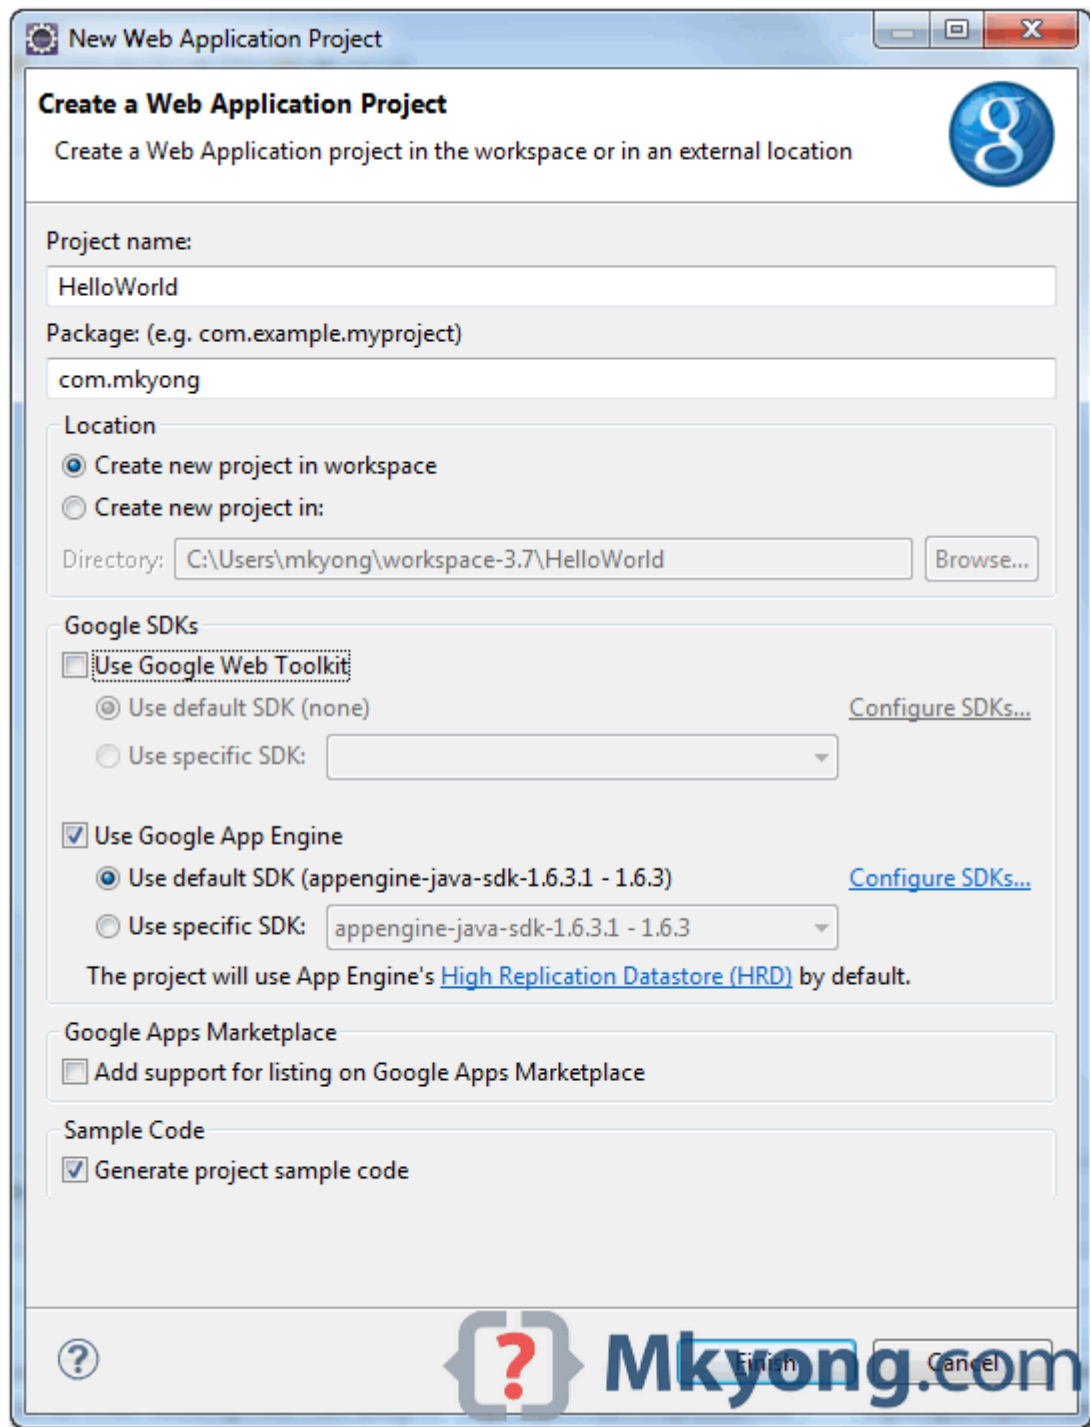 New Web Application Project
Create a Web Application Project
Create a Web Application project in the workspace or in an external location
Project name:
HelloWorld
Package: (e.g. com.example.myproject)
com.mkyong
Location
Create new project in workspace
Create new project in:
Directory: C:\Users\mkyong\workspace-3.7\HelloWorld Browse...
Google SDKs
Use Google Web Toolkit
Use default SDK (none) Configure SDKs...
Use specific SDK:
Use Google App Engine
Use default SDK (appengine-java-sdk-1.6.3.1 - 1.6.3) Configure SDKs...
Use specific SDK: appengine-java-sdk-1.6.3.1 - 1.6.3
The project will use App Engine's High Replication Datastore (HRD) by default.
Google Apps Marketplace
Add support for listing on Google Apps Marketplace
Sample Code
Generate project sample code
Finish Cancel
Mkyong.com